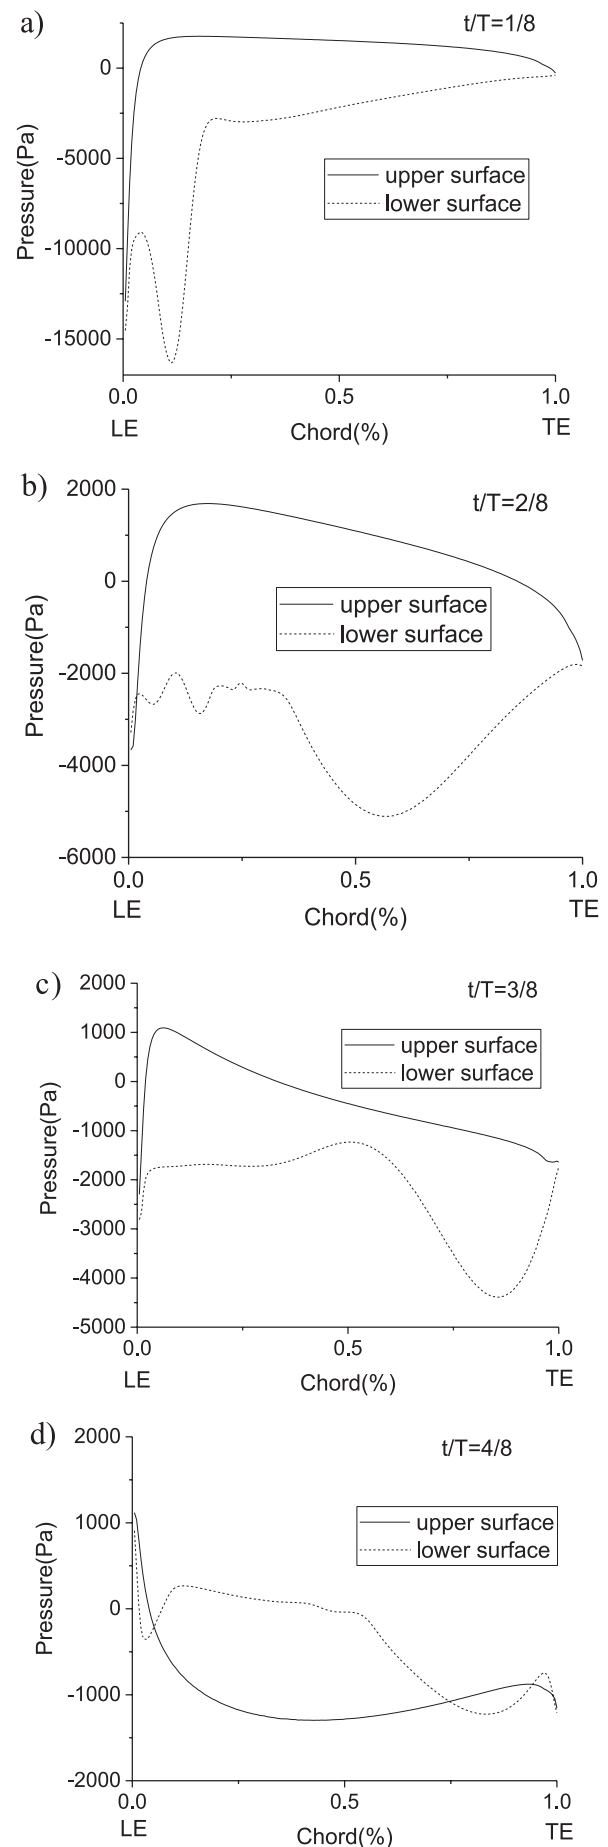 a)
t/T=1/8
0
-5000
-10000
-15000
Pressure(Pa)
upper surface
lower surface
0.0
0.5
1.0
LE
Chord(%)
TE
b)
t/T=2/8
2000
0
-2000
-4000
-6000
Pressure(Pa)
upper surface
lower surface
0.0
0.5
1.0
LE
Chord(%)
TE
c)
t/T=3/8
2000
1000
0
-1000
-2000
-3000
-4000
-5000
Pressure(Pa)
upper surface
lower surface
0.0
0.5
1.0
LE
Chord(%)
TE
d)
t/T=4/8
2000
1000
0
-1000
-2000
Pressure(Pa)
upper surface
lower surface
0.0
0.5
1.0
LE
Chord(%)
TE